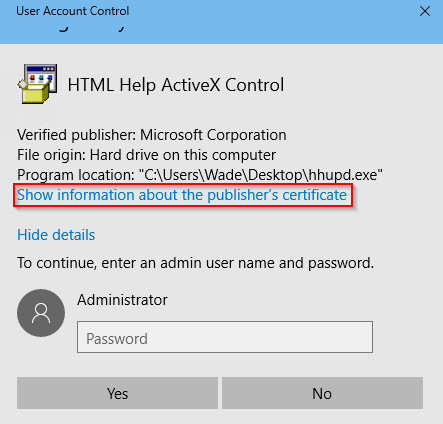 User Account Control
HTML Help ActiveX Control
Verified publisher: Microsoft Corporation
File origin: Hard drive on this computer
Program location: "C:\Users\Wade\Desktop\hhupd.exe"
Show information about the publisher's certificate
Hide details
To continue, enter an admin user name and password.
Administrator
Password
Yes
No